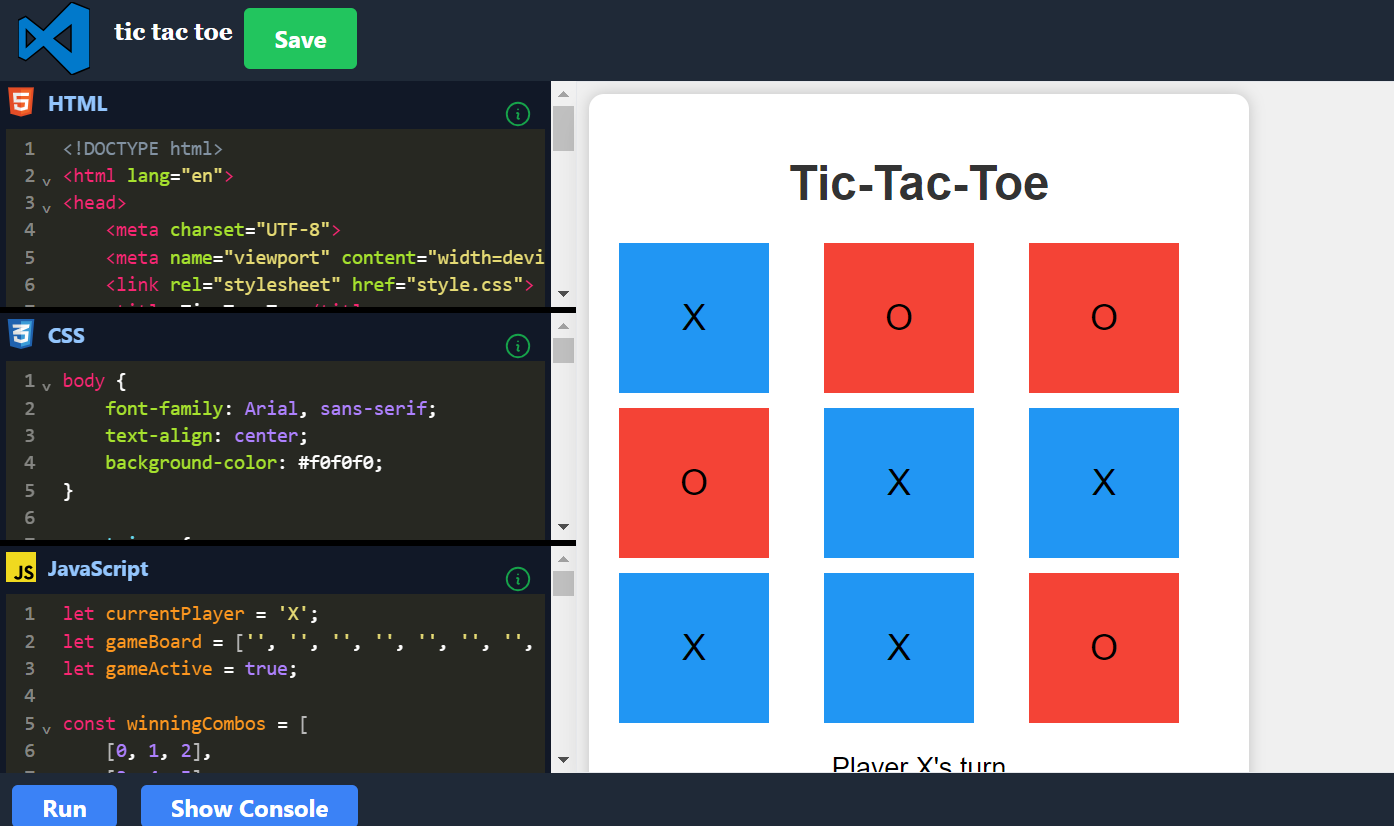 tic tac toe
Save
HTML
1 <!DOCTYPE html>
2 <html lang="en">
3 <head>
4 <meta charset="UTF-8">
5 <meta name="viewport" content="width=devi
6 <link rel="stylesheet" href="style.css">
CSS
1 body {
2 font-family: Arial, sans-serif;
3 text-align: center;
4 background-color: #f0f0f0;
5 }
6
JS JavaScript
1 let currentPlayer = 'X';
2 let gameBoard = ['', '', '', '', '', '', '',
3 let gameActive = true;
4
5 const winningCombos = [
6 [0, 1, 2],
Run
Show Console
Tic-Tac-Toe
X O O
O X X
X X O
Player X's turn